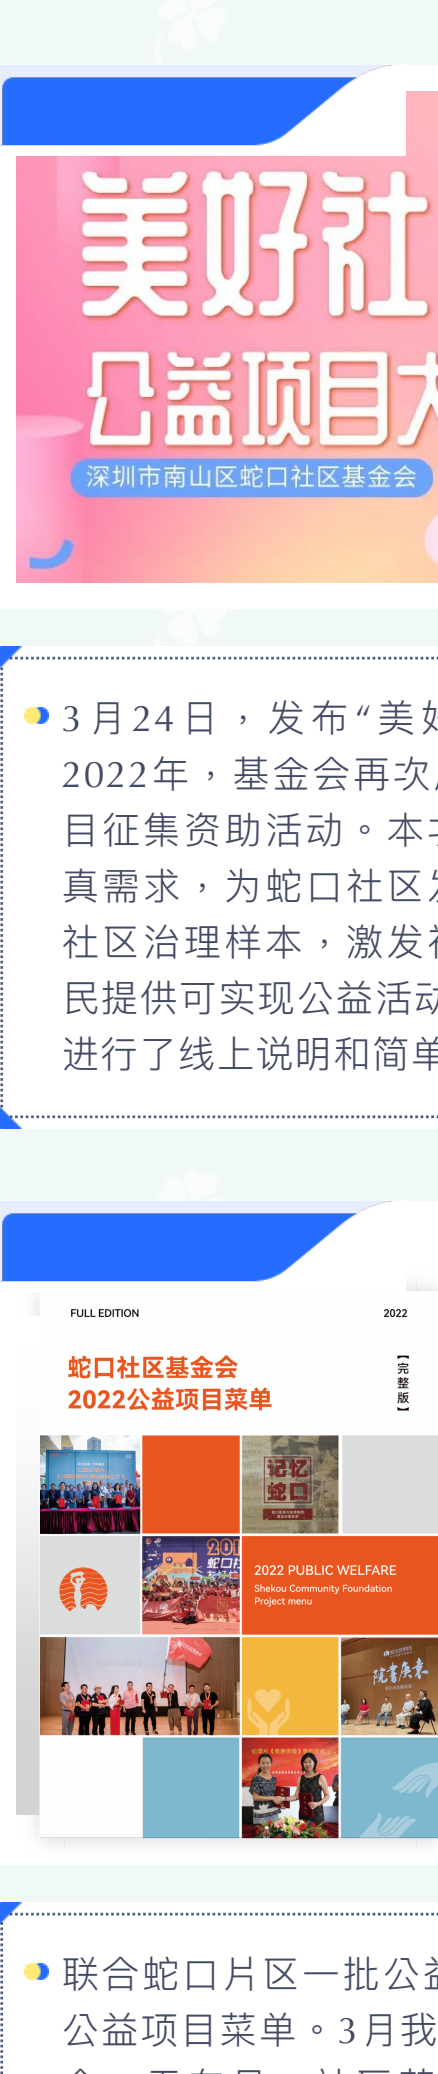 美好社
公益项目大
深圳市南山区蛇口社区基金会
3月24日，发布“美好
2022年，基金会再次
目征集资助活动。本
真需求，为蛇口社区发
社区治理样本，激发社
民提供可实现公益活动
进行了线上说明和简单
FULL EDITION
2022
蛇口社区基金会
2022公益项目菜单
【完整版】
记忆
蛇口
2022 PUBLIC WELFARE
Shekou Community Foundation
Project menu
联合蛇口片区一批公益
公益项目菜单。3月我